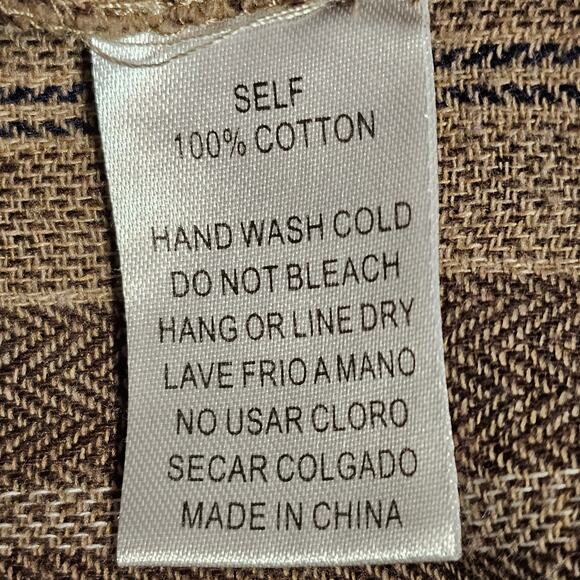 SELF
100% COTTON
HAND WASH COLD
DO NOT BLEACH
HANG OR LINE DRY
LAVE FRIO A MANO
NO USAR CLORO
SECAR COLGADO
MADE IN CHINA